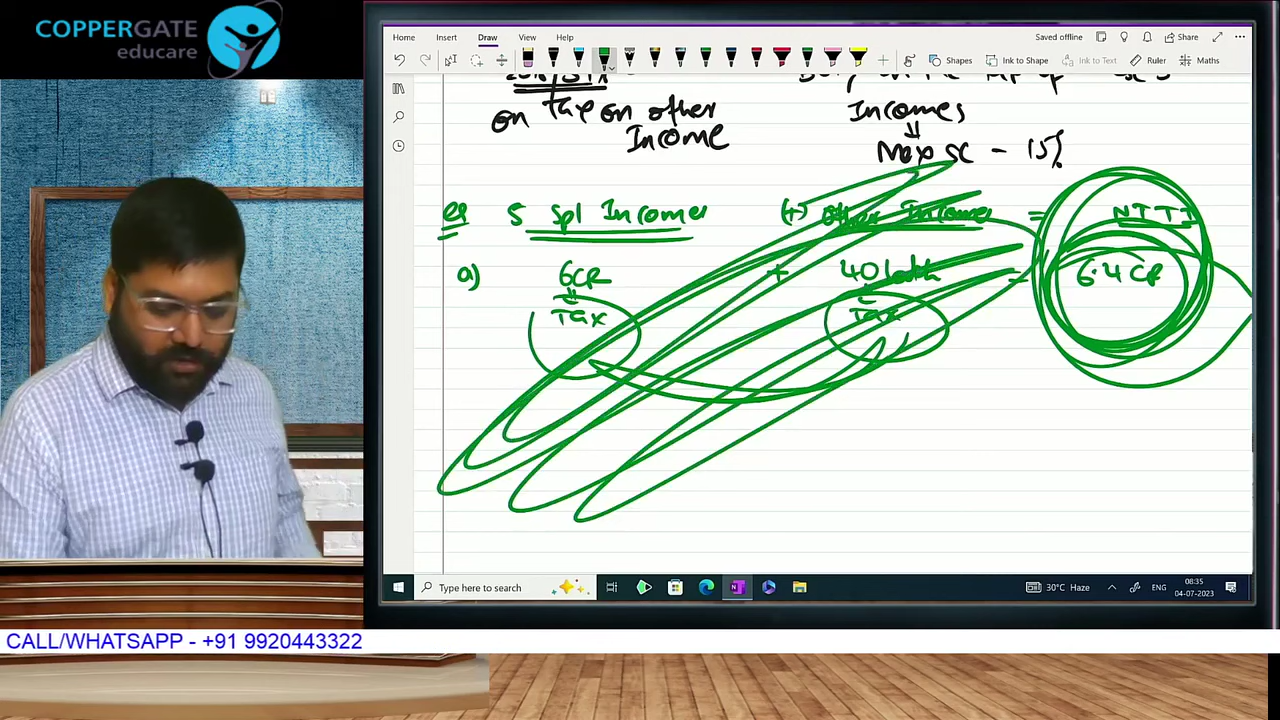 COPPERGATE
educare
Home Insert Draw View Help
Saved offline
Share
Shapes
Ink to Shape
Ink to Text
Ruler
Maths
on the on other
Income
Incomes
Max SC - 15%
eg 5 Spl Incomes (+) other Incomes = NTTI
a) 6CR + 40 lakh = 6.4 CR
Tax Tax
Type here to search
30°C Haze
ENG
08:35
04-07-2023
CALL/WHATSAPP - +91 9920443322